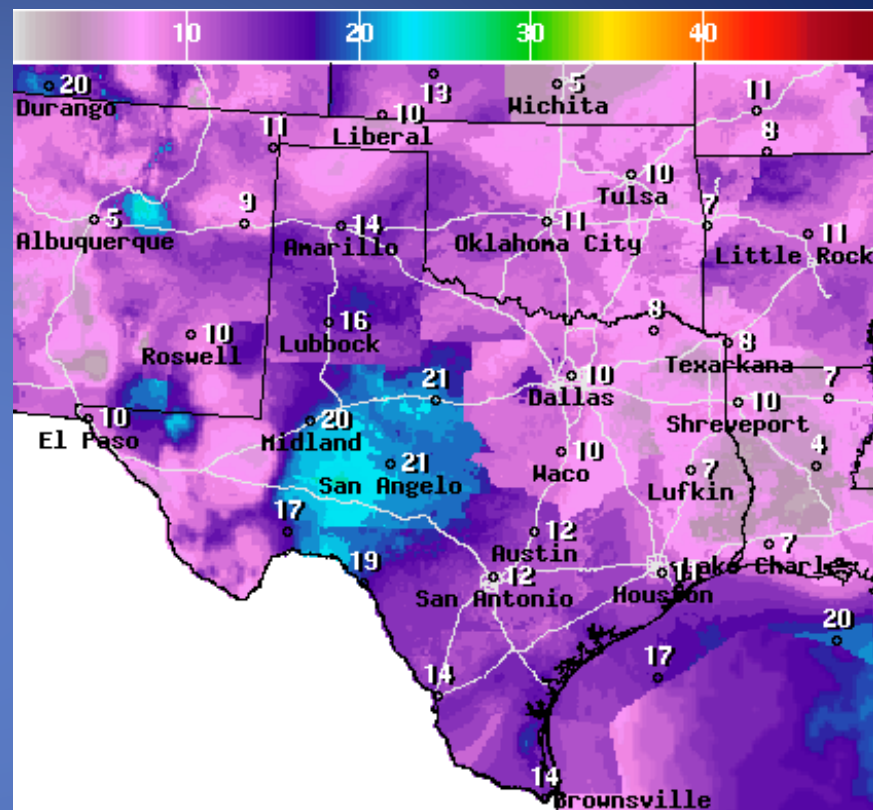 10 20 30 40
20 Durango
13
5 Wichita
11
10 Liberal
11
8
10 Tulsa
5 Albuquerque
9
14 Amarillo
11 Oklahoma City
7
11 Little Rock
10 Roswell
16 Lubbock
8
8 Texarkana
21
10 Dallas
10 Shreveport
7
10 El Paso
20 Midland
21 San Angelo
10 Waco
7 Lufkin
4
17
12 Austin
7
Lake Charles
19
12 San Antonio
11 Houston
20
17
14
14 Brownsville